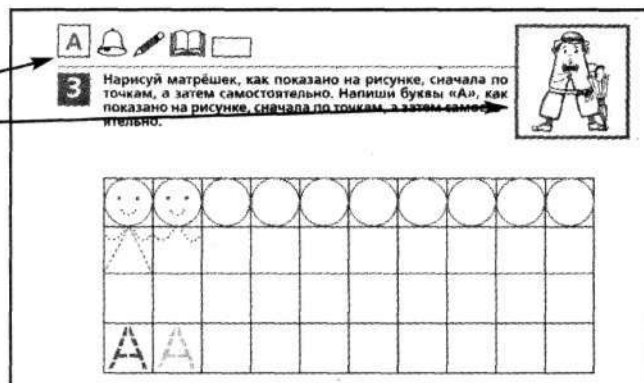 А
3
Нарисуй матрёшек, как показано на рисунке, сначала по
точкам, а затем самостоятельно. Напиши буквы «А», как
показано на рисунке, сначала по точкам, а затем самосто-
ятельно.
А А